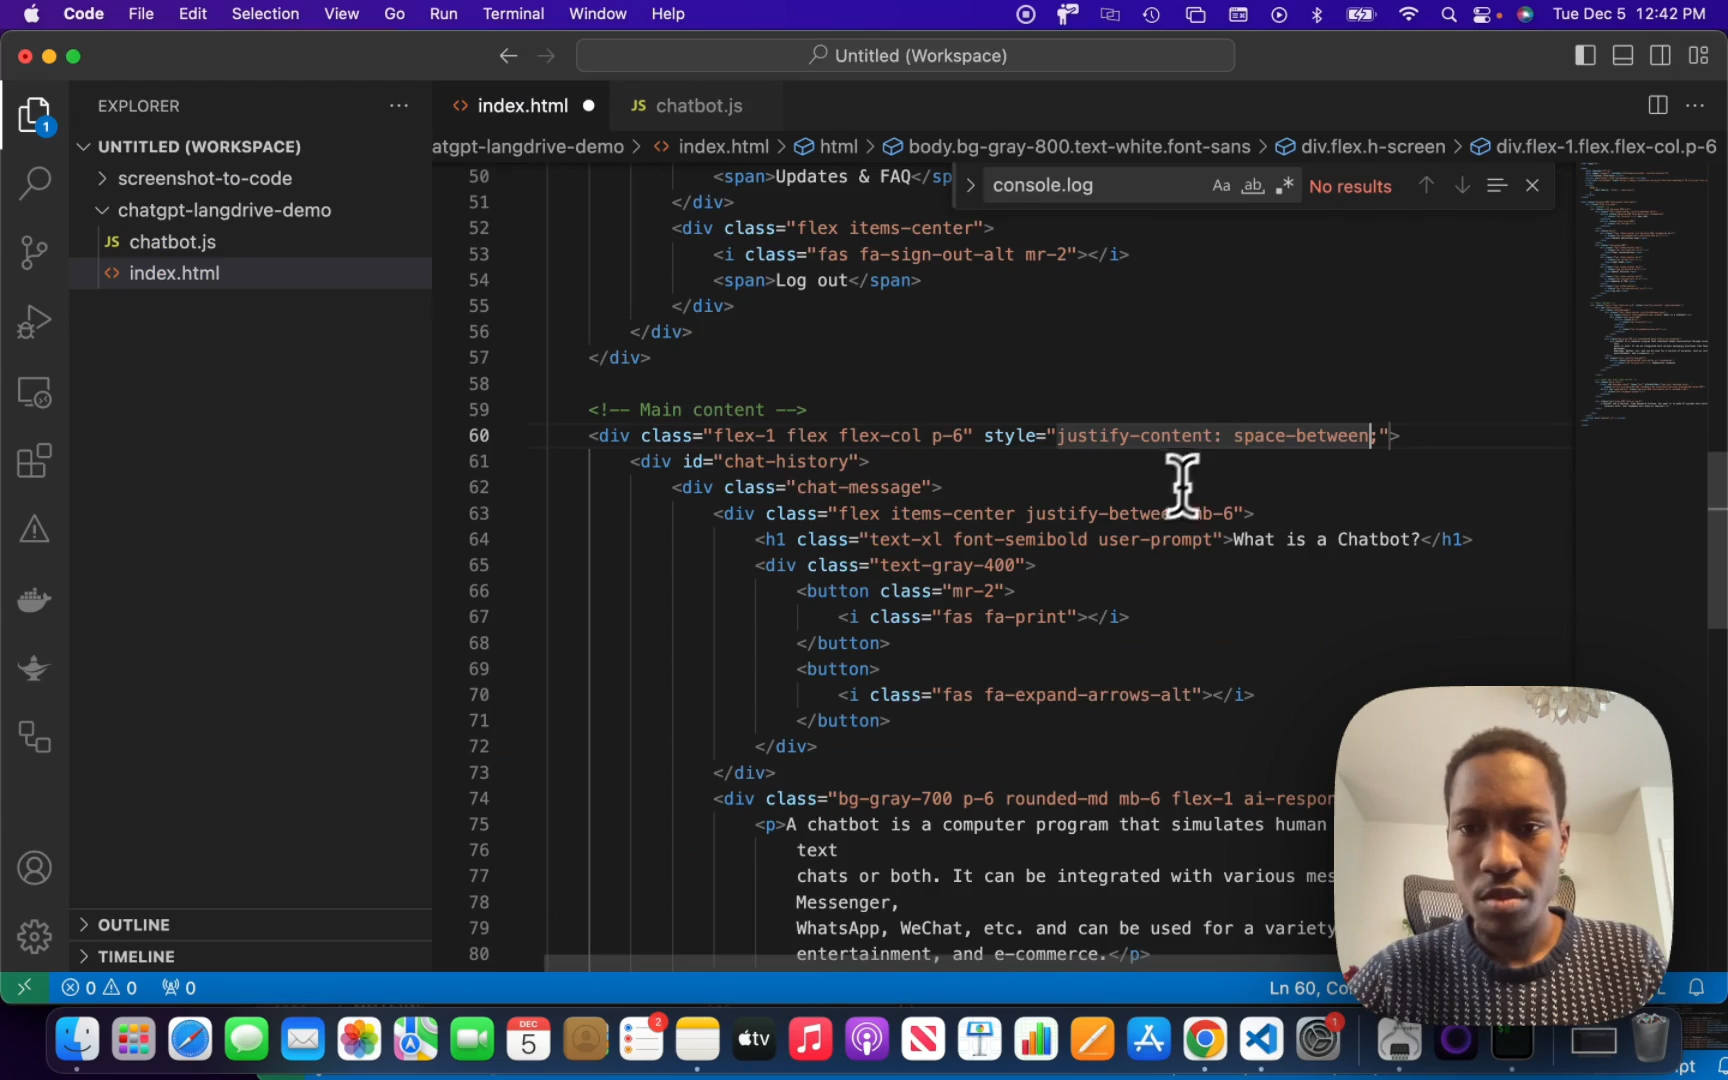 Code File Edit Selection View Go Run Terminal Window Help Tue Dec 5 12:42 PM
Untitled (Workspace)
EXPLORER
index.html
JS chatbot.js
1
UNTITLED (WORKSPACE)
atgpt-langdrive-demo > index.html > html > body.bg-gray-800.text-white.font-sans > div.flex.h-screen > div.flex-1.flex.flex-col.p-6
screenshot-to-code
chatgpt-langdrive-demo
JS chatbot.js
index.html
console.log Aa ab No results
50 <span>Updates & FAQ</sp
51 </div>
52 <div class="flex items-center">
53 <i class="fas fa-sign-out-alt mr-2"></i>
54 <span>Log out</span>
55 </div>
56 </div>
57 </div>
58
59 <!-- Main content -->
60 <div class="flex-1 flex flex-col p-6" style="justify-content: space-between;">
61 <div id="chat-history">
62 <div class="chat-message">
63 <div class="flex items-center justify-between mb-6">
64 <h1 class="text-xl font-semibold user-prompt">What is a Chatbot?</h1>
65 <div class="text-gray-400">
66 <button class="mr-2">
67 <i class="fas fa-print"></i>
68 </button>
69 <button>
70 <i class="fas fa-expand-arrows-alt"></i>
71 </button>
72 </div>
73 </div>
74 <div class="bg-gray-700 p-6 rounded-md mb-6 flex-1 ai-respon
75 <p>A chatbot is a computer program that simulates human
76 text
77 chats or both. It can be integrated with various mes
78 Messenger,
79 WhatsApp, WeChat, etc. and can be used for a variety
80 entertainment, and e-commerce.</p>
OUTLINE
TIMELINE
0 0 0
Ln 60, Co
DEC
5
2
tv
1